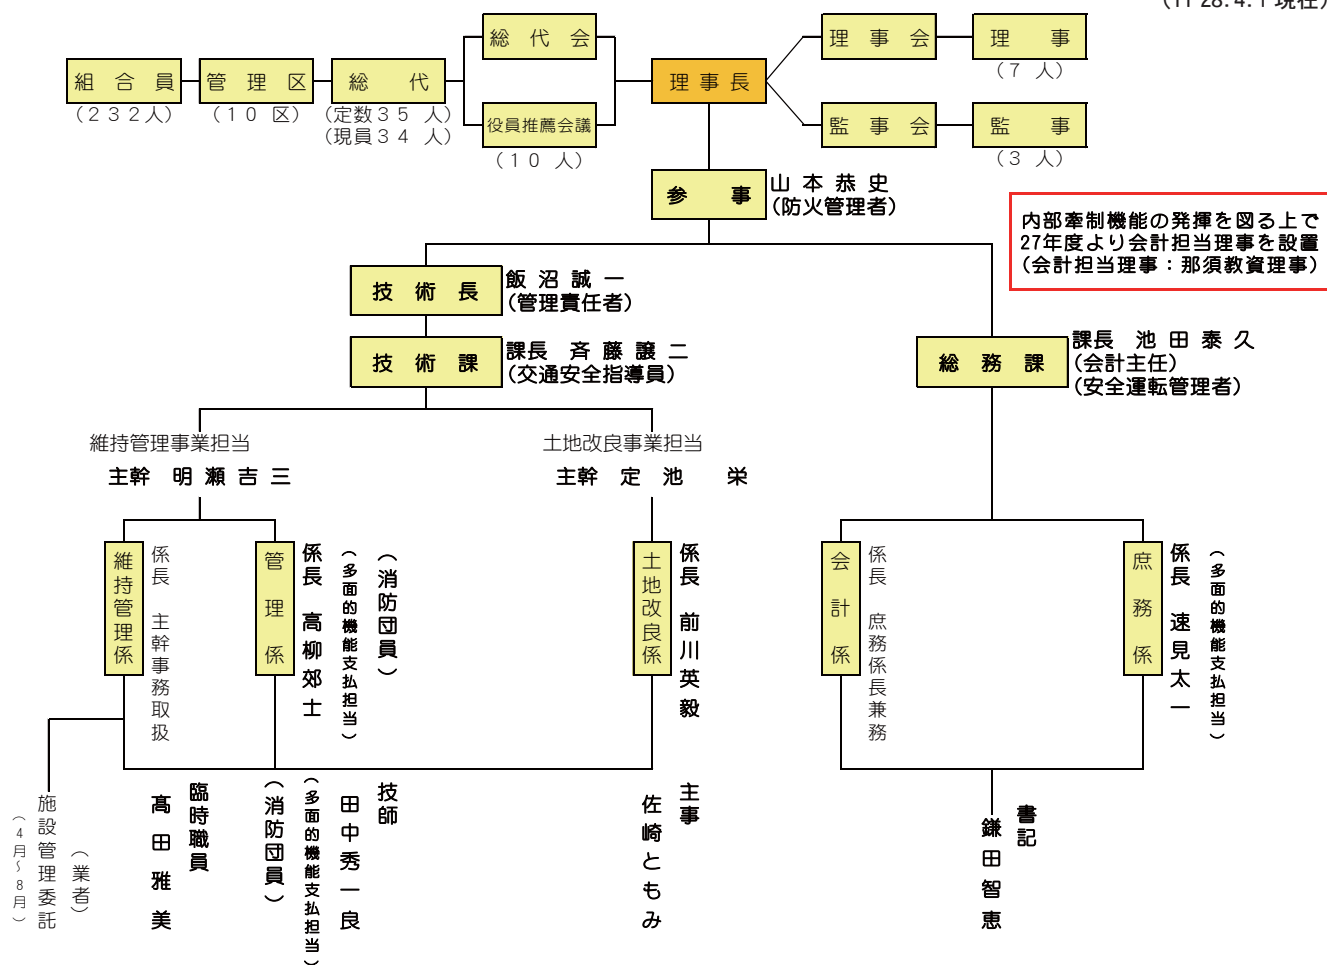 (H 28.4.1 現在)
総代会
理事会
理事
(7人)
組合員
(232人)
管理区
(10 区)
総代
(定数35 人)
(現員34 人)
理事長
役員推薦会議
(10 人)
監事会
監事
(3 人)
参事
山本恭史
(防火管理者)
内部牽制機能の発揮を図る上で
27年度より会計担当理事を設置
(会計担当理事:那須教資理事)
技術長
飯沼誠一
(管理責任者)
技術課
課長 斉藤譲二
(交通安全指導員)
総務課
課長 池田泰久
(会計主任)
(安全運転管理者)
維持管理事業担当
主幹 明瀬吉三
土地改良事業担当
主幹 定池 栄
維持管理係
係長 主幹事務取扱
管理係
係長 高柳郊士
(多面的機能支払担当)
(消防団員)
土地改良係
係長 前川英毅
会計係
係長 庶務係長兼務
庶務係
係長 速見太一
(多面的機能支払担当)
施設管理委託
(4月~8月)
(業者)
臨時職員
髙田雅美
技師
田中秀一良
(多面的機能支払担当)
(消防団員)
主事
佐崎ともみ
書記
鎌田智恵